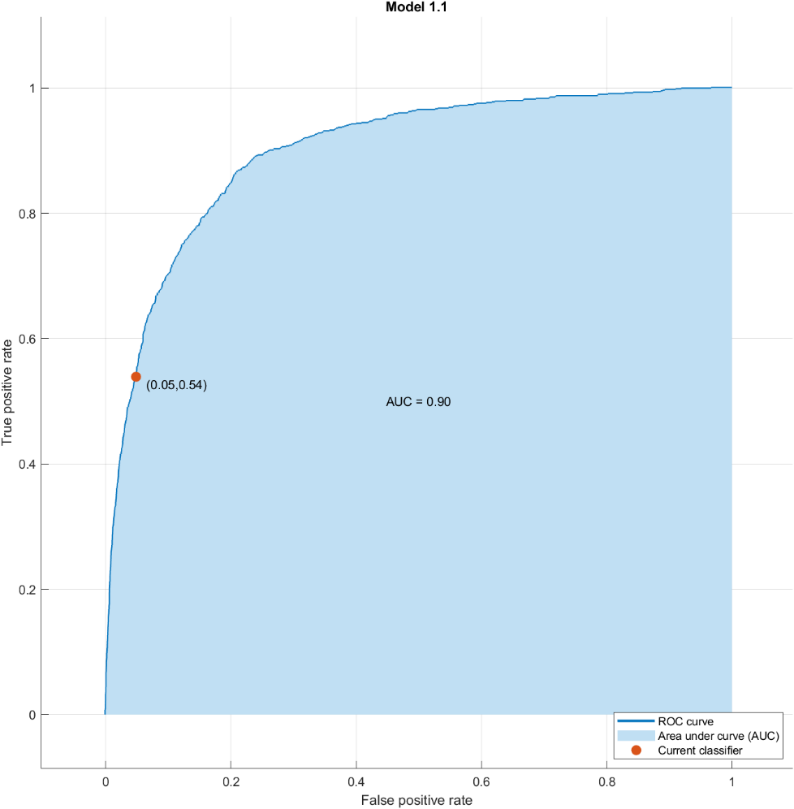 Model 1.1
1
0.8
0.6
0.4
0.2
0
True positive rate
(0.05,0.54)
AUC = 0.90
ROC curve
Area under curve (AUC)
Current classifier
0 0.2 0.4 0.6 0.8 1
False positive rate